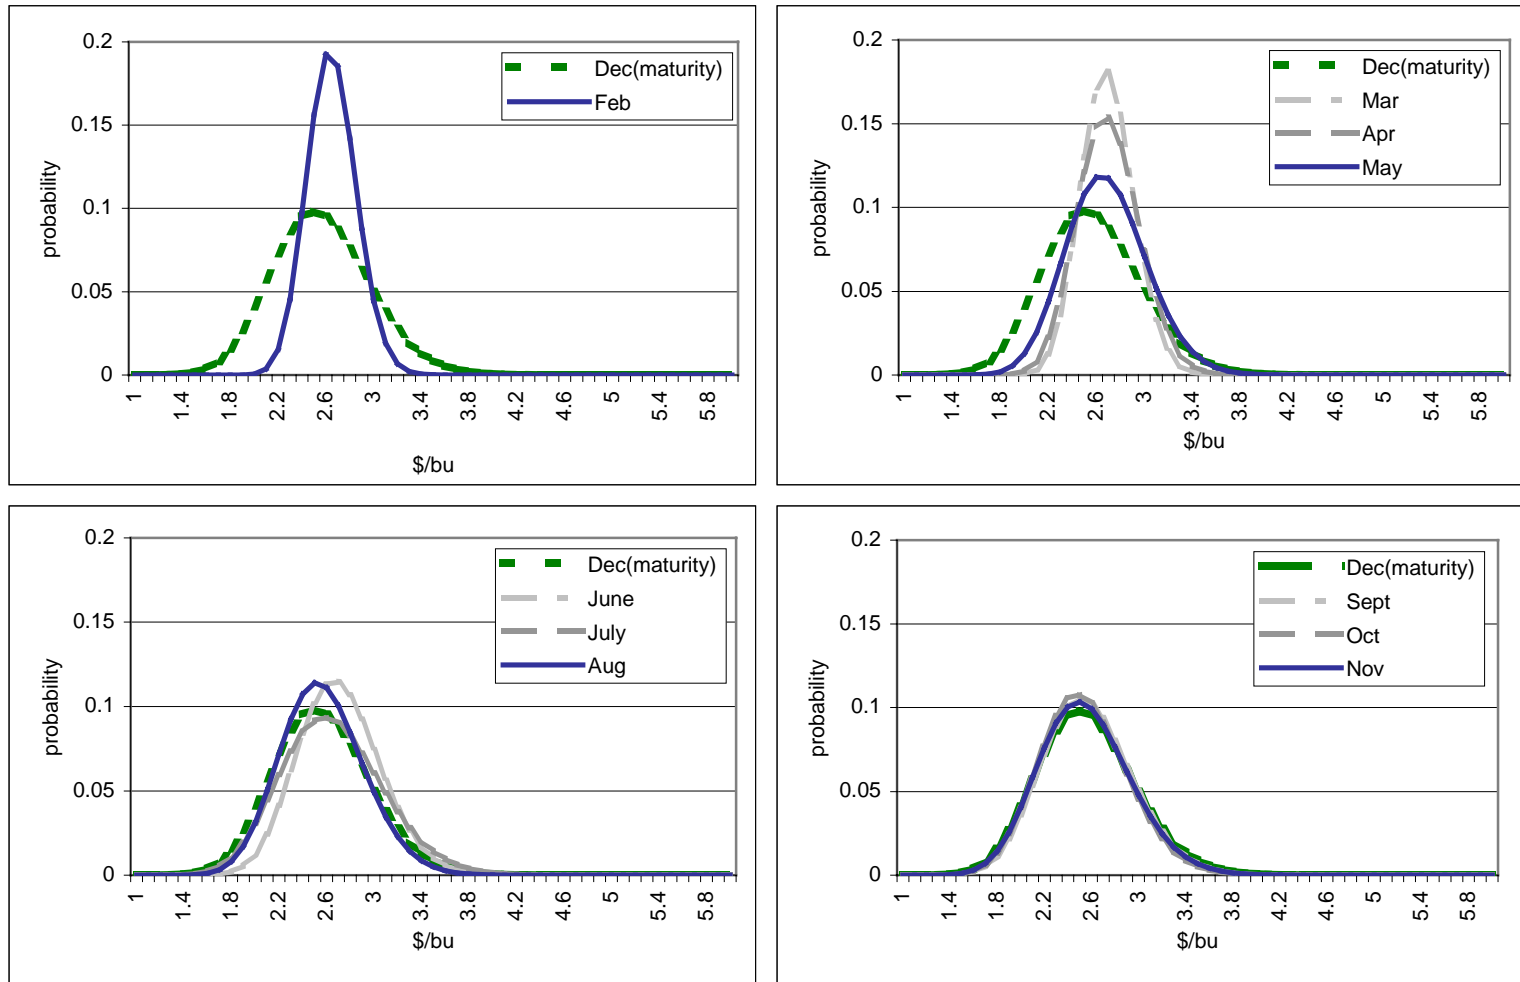 0.2
0.15
0.1
0.05
0
probability
Dec(maturity)
Feb
1 1.4 1.8 2.2 2.6 3 3.4 3.8 4.2 4.6 5 5.4 5.8
$/bu
0.2
0.15
0.1
0.05
0
probability
Dec(maturity)
Mar
Apr
May
1 1.4 1.8 2.2 2.6 3 3.4 3.8 4.2 4.6 5 5.4 5.8
$/bu
0.2
0.15
0.1
0.05
0
probability
Dec(maturity)
June
July
Aug
1 1.4 1.8 2.2 2.6 3 3.4 3.8 4.2 4.6 5 5.4 5.8
$/bu
0.2
0.15
0.1
0.05
0
probability
Dec(maturity)
Sept
Oct
Nov
1 1.4 1.8 2.2 2.6 3 3.4 3.8 4.2 4.6 5 5.4 5.8
$/bu